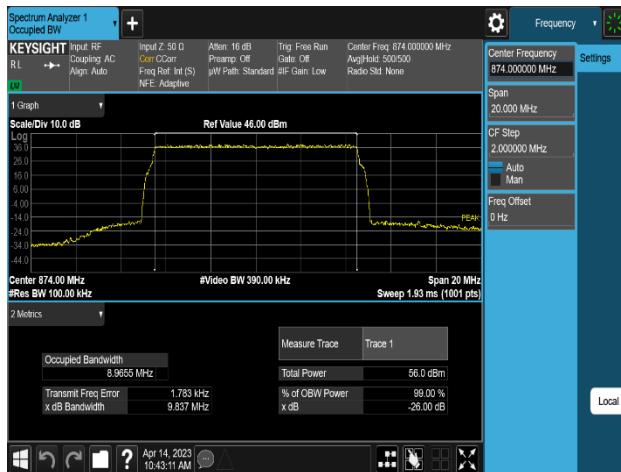 Spectrum Analyzer 1
Occupied BW
Frequency
KEYSIGHT
R L
Input: RF
Coupling: AC
Align: Auto
Input Z: 50 Ω
Corr CCorr
Freq Ref: Int (S)
NFE: Adaptive
Atten: 16 dB
Preamp: Off
µW Path: Standard
Trig: Free Run
Gate: Off
#IF Gain: Low
Center Freq: 874.000000 MHz
Avg|Hold: 500/500
Radio Std: None
Center Frequency
874.000000 MHz
Settings
Span
20.000 MHz
CF Step
2.000000 MHz
Auto
Man
Freq Offset
0 Hz
Local
1 Graph
Scale/Div 10.0 dB
Ref Value 46.00 dBm
Log
36.0
26.0
16.0
6.00
-4.00
-14.0
-24.0
-34.0
-44.0
PEAK
Center 874.00 MHz
#Video BW 390.00 kHz
Span 20 MHz
#Res BW 100.00 kHz
Sweep 1.93 ms (1001 pts)
2 Metrics
Measure Trace
Trace 1
Occupied Bandwidth
8.9655 MHz
Total Power
56.0 dBm
Transmit Freq Error
1.783 kHz
% of OBW Power
99.00 %
x dB Bandwidth
9.837 MHz
x dB
-26.00 dB
?
Apr 14, 2023
10:43:11 AM